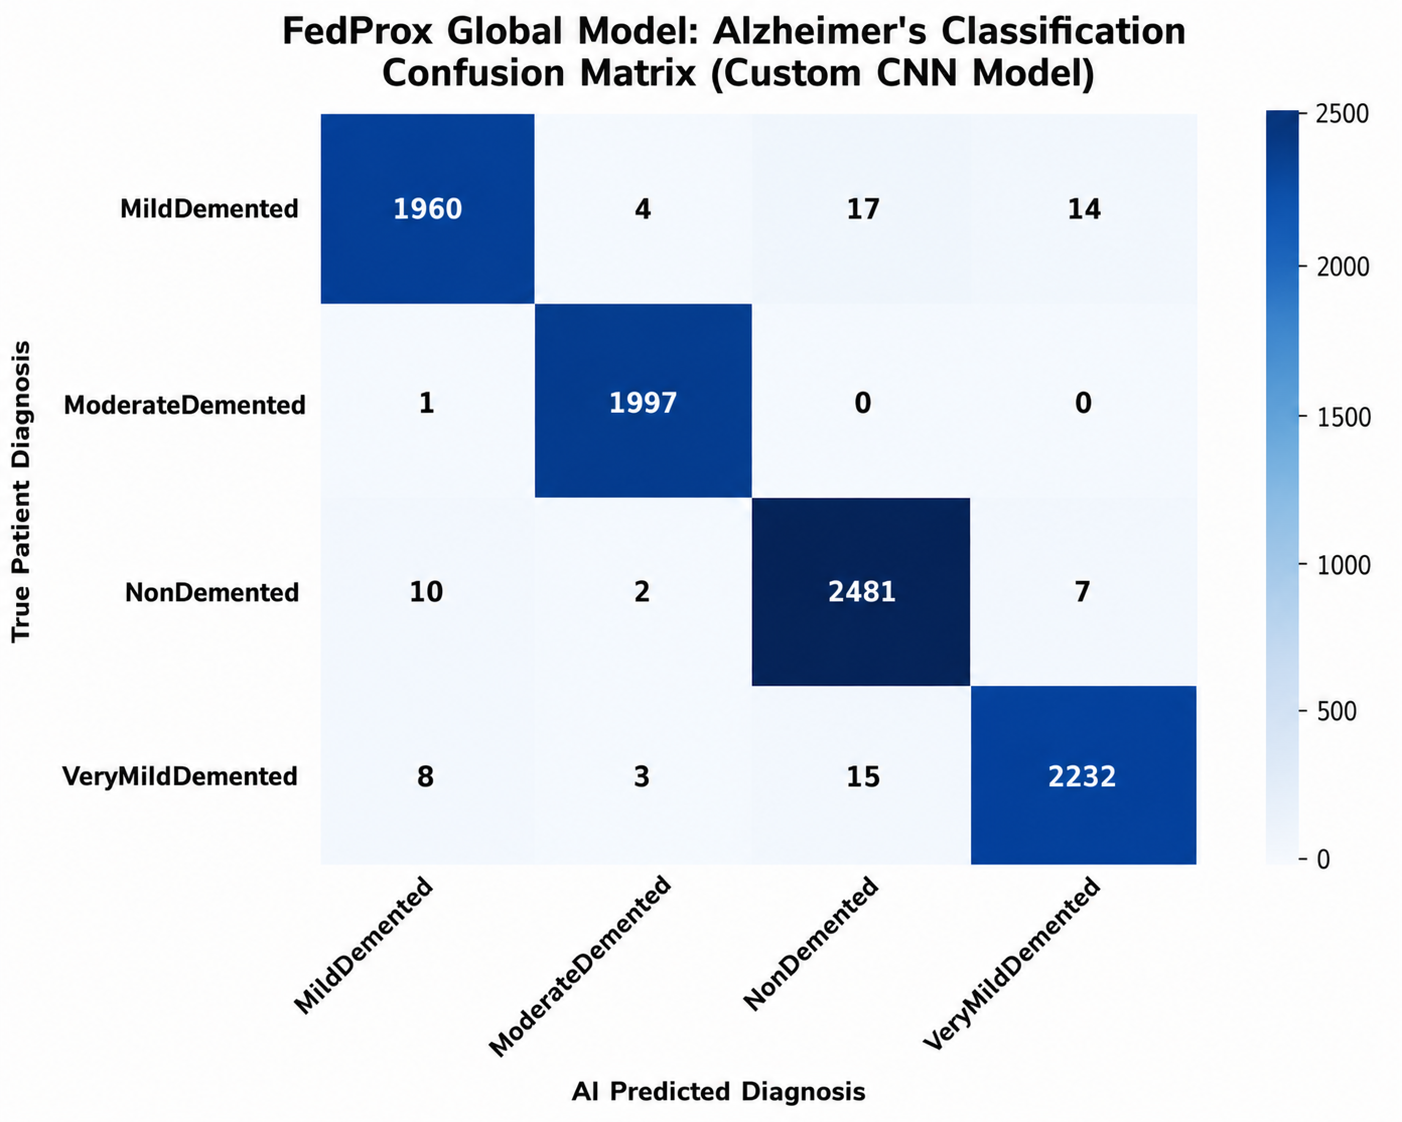 FedProx Global Model: Alzheimer's Classification
Confusion Matrix (Custom CNN Model)
True Patient Diagnosis
MildDemented 1960 4 17 14
ModerateDemented 1 1997 0 0
NonDemented 10 2 2481 7
VeryMildDemented 8 3 15 2232
MildDemented ModerateDemented NonDemented VeryMildDemented
AI Predicted Diagnosis
2500
2000
1500
1000
500
0